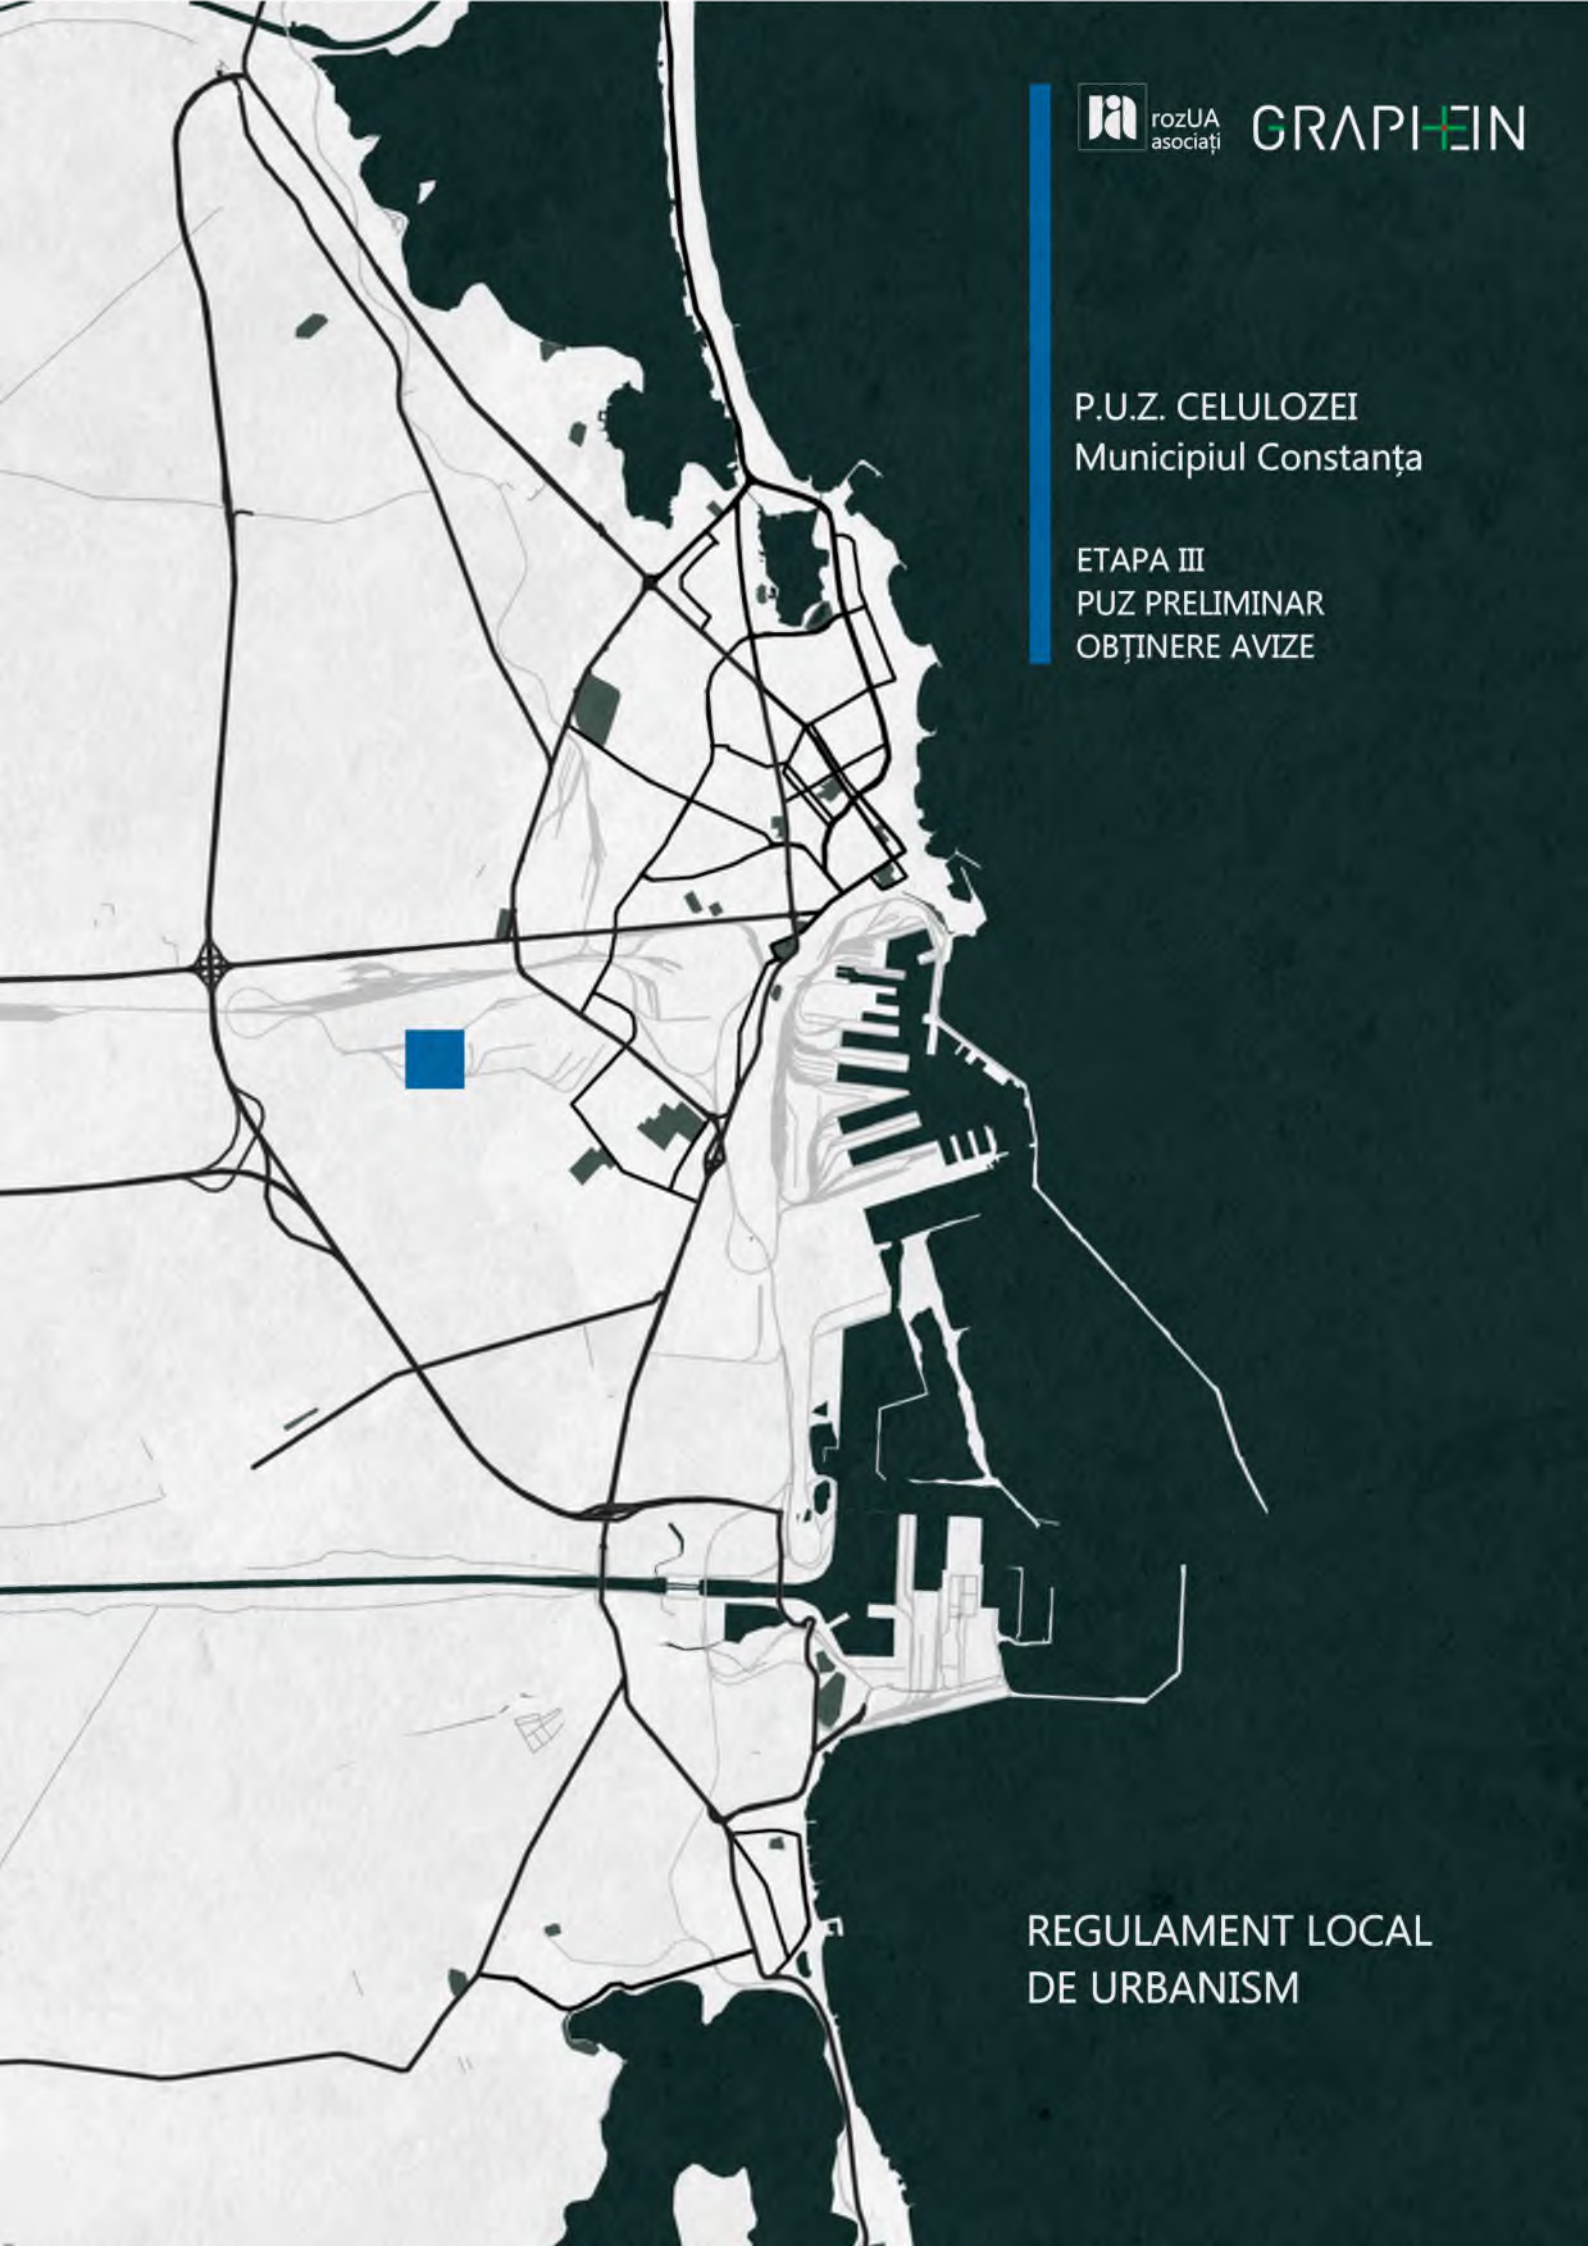 rozUA
asociați
GRAPHEIN
P.U.Z. CELULOZEI
Municipiul Constanța
ETAPA III
PUZ PRELIMINAR
OBȚINERE AVIZE
REGULAMENT LOCAL
DE URBANISM